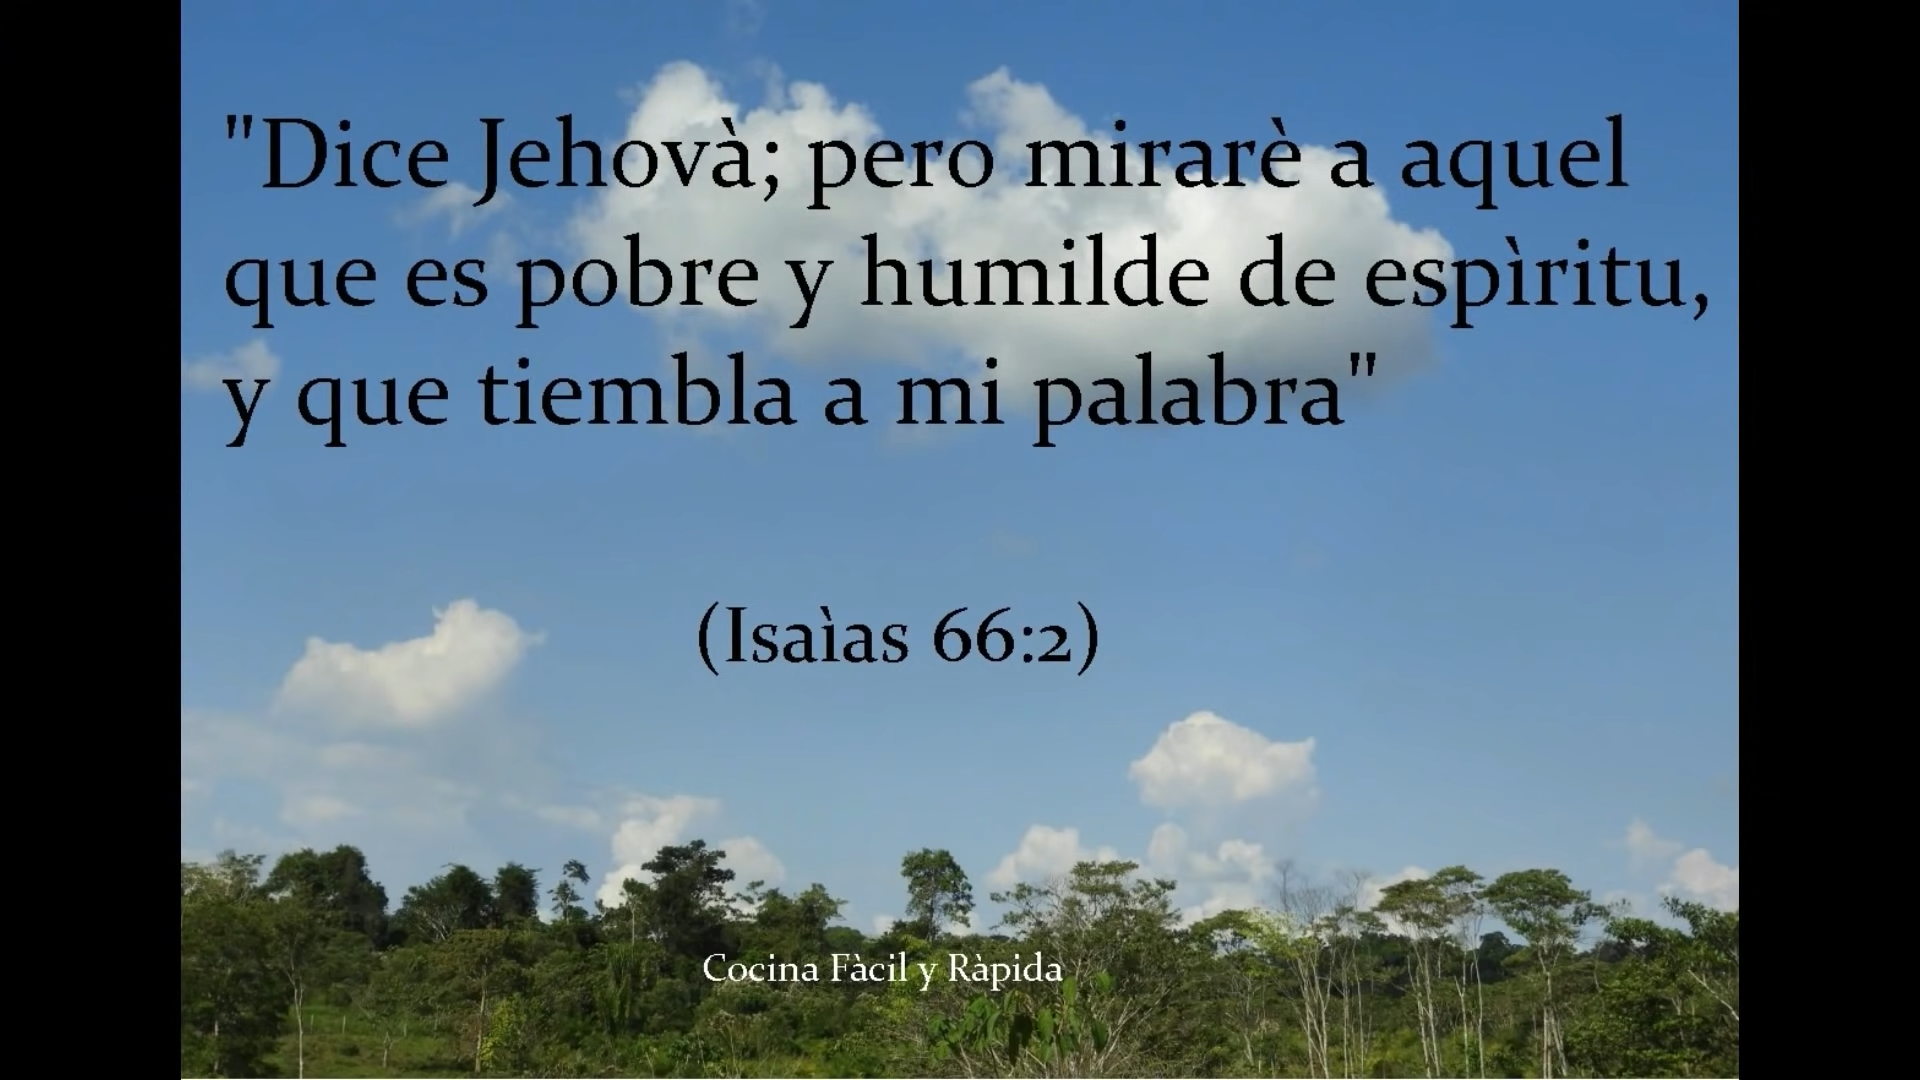 "Dice Jehovà; pero mirarè a aquel
que es pobre y humilde de espìritu,
y que tiembla a mi palabra"
(Isaìas 66:2)
Cocina Fàcil y Ràpida